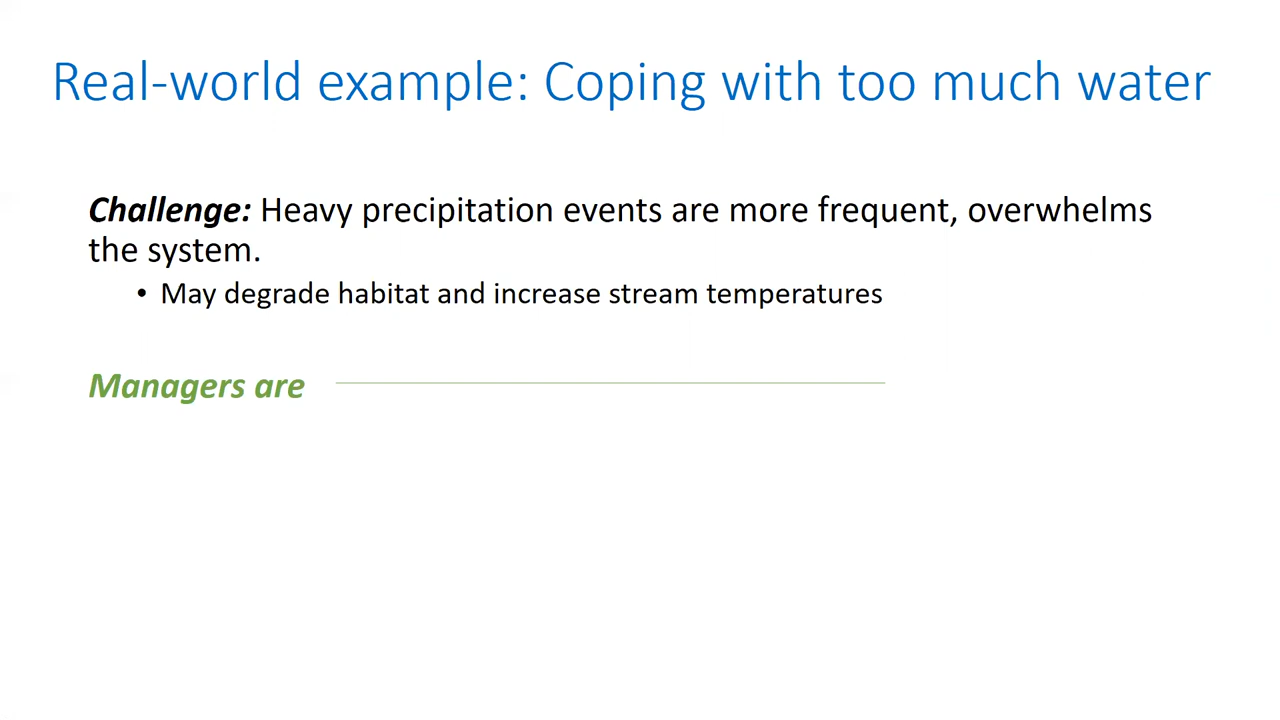 Real-world example: Coping with too much water
Challenge: Heavy precipitation events are more frequent, overwhelms
the system.
• May degrade habitat and increase stream temperatures
Managers are